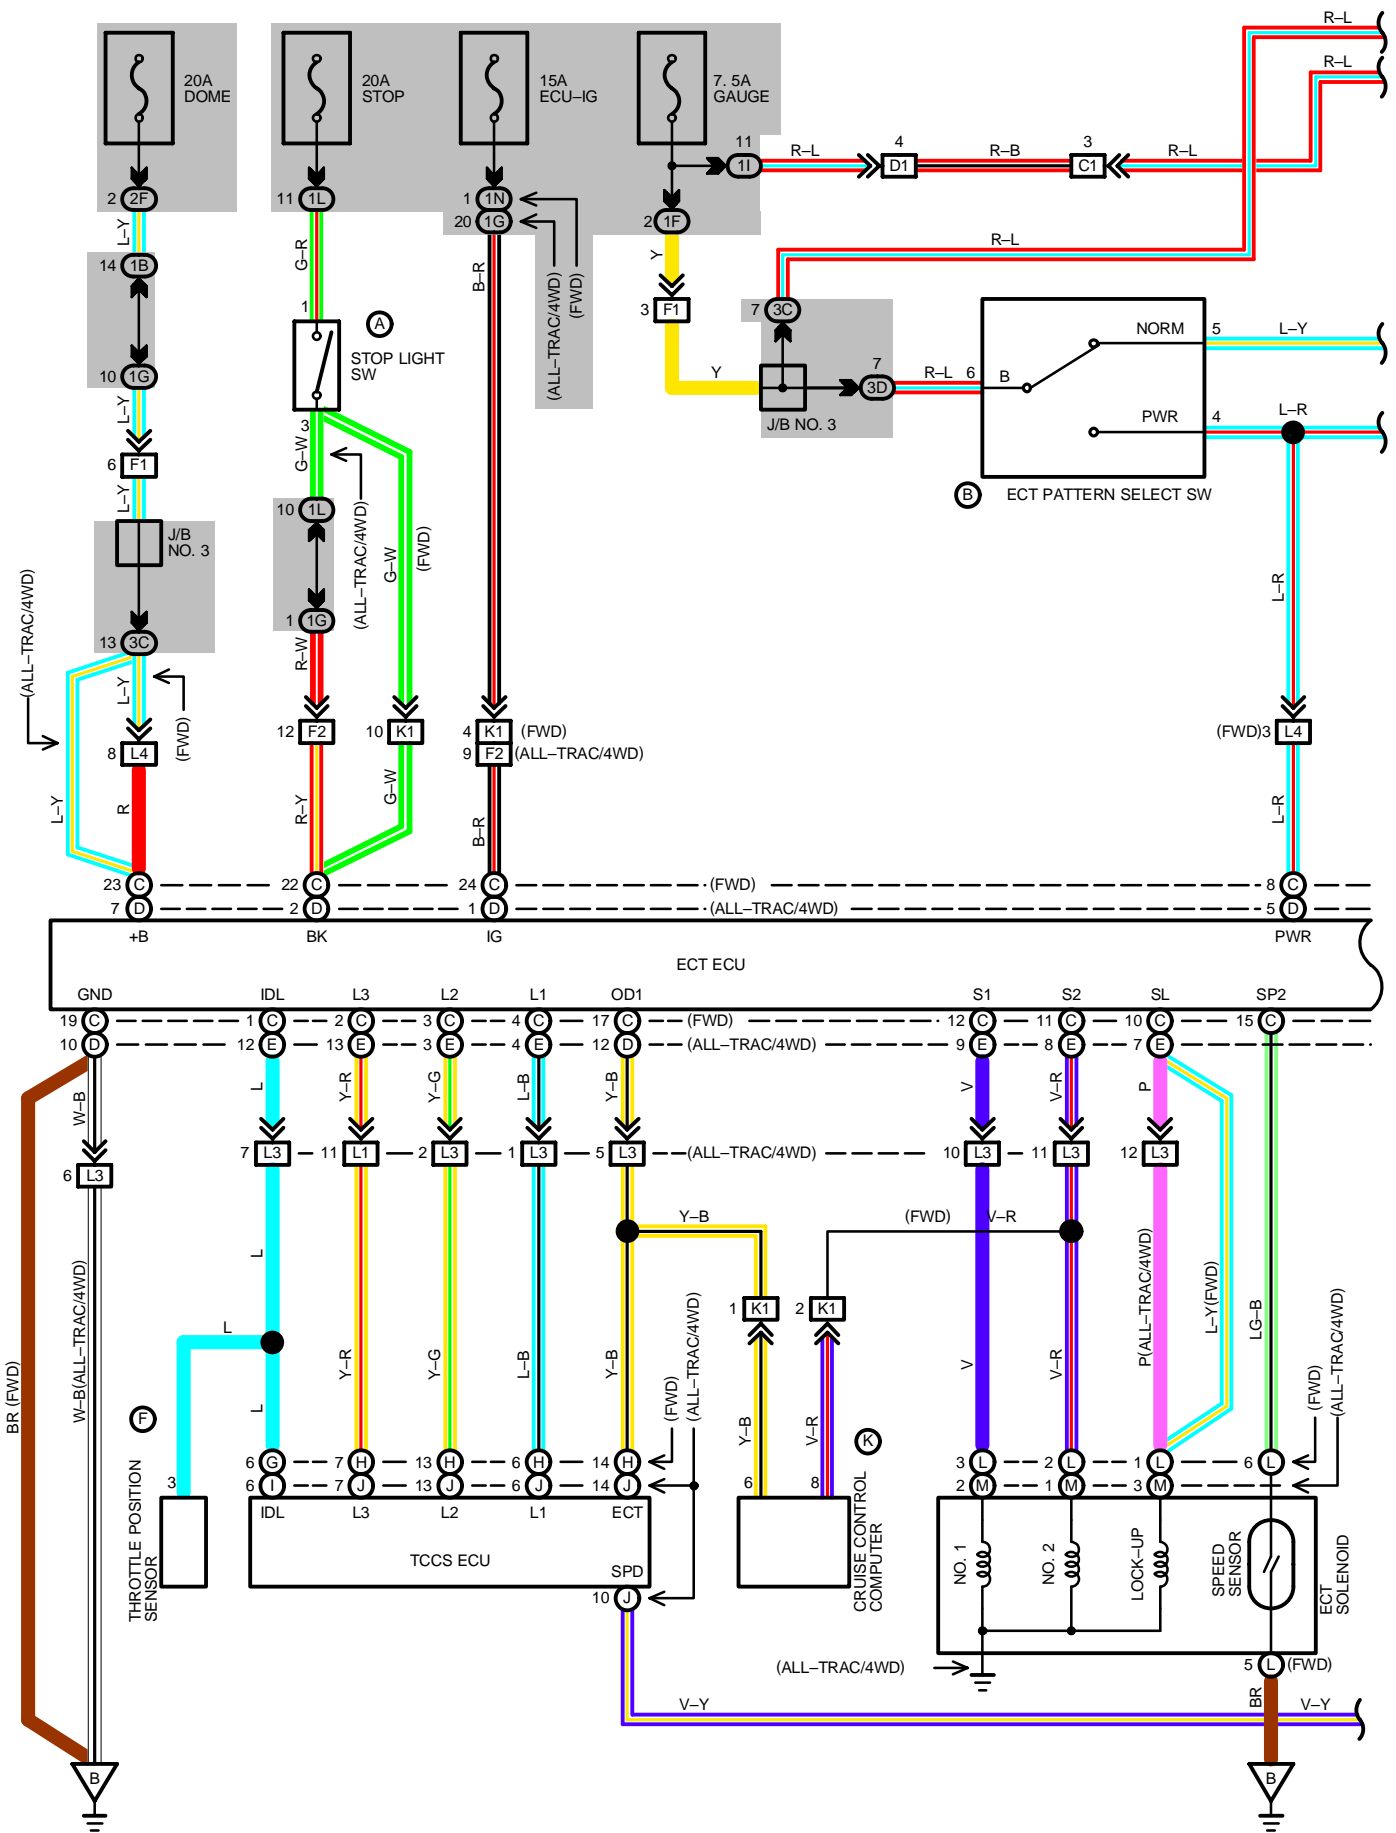 R–L
R–L
20A
DOME
20A
STOP
15A
ECU–IG
7. 5A
GAUGE
11
1I
R–L
4
D1
R–B
3
C1
R–L
2 2F
11 1L
1 1N
20 1G
2 1F
L–Y
G–R
B–R
(ALL–TRAC/4WD)
(FWD)
Y
R–L
14 1B
10 1G
1
A
STOP LIGHT
SW
3 F1
7 3C
Y
7
3D
J/B NO. 3
R–L 6
B
NORM
5
L–Y
PWR
4
L–R
B
ECT PATTERN SELECT SW
L–Y
3
G–W
6 F1
L–Y
10 1L
(ALL–TRAC/4WD)
G–W
(FWD)
J/B
NO. 3
1 1G
R–W
13 3C
(ALL–TRAC/4WD)
L–Y
(FWD)
L–R
8 L4
12 F2
10 K1
4 K1 (FWD)
9 F2 (ALL–TRAC/4WD)
(FWD)3 L4
L–Y
R
R–Y
G–W
B–R
L–R
23 C
22 C
24 C
(FWD)
8 C
7 D
2 D
1 D
(ALL–TRAC/4WD)
5 D
+B
BK
IG
PWR
ECT ECU
GND
IDL
L3
L2
L1
OD1
S1
S2
SL
SP2
19 C
1 C
2 C
3 C
4 C
17 C
(FWD)
12 C
11 C
10 C
15 C
10 D
12 E
13 E
3 E
4 E
12 D
(ALL–TRAC/4WD)
9 E
8 E
7 E
W–B
L
Y–R
Y–G
L–B
Y–B
V
V–R
P
6 L3
7 L3
11 L1
2 L3
1 L3
5 L3
(ALL–TRAC/4WD)
10 L3
11 L3
12 L3
Y–B
(FWD)
V–R
L
1 K1
2 K1
L
BR (FWD)
W–B(ALL–TRAC/4WD)
Y–R
Y–G
L–B
Y–B
(FWD)
(ALL–TRAC/4WD)
V
V–R
P(ALL–TRAC/4WD)
L–Y(FWD)
LG–B
(FWD)
(ALL–TRAC/4WD)
F
THROTTLE POSITION
SENSOR
3
L
Y–B
V–R
K
CRUISE CONTROL
COMPUTER
6
8
6 G
7 H
13 H
6 H
14 H
3 L
2 L
1 L
6 L
6 I
7 J
13 J
6 J
14 J
2 M
1 M
3 M
IDL
L3
L2
L1
ECT
TCCS ECU
SPD
10 J
NO. 1
NO. 2
LOCK–UP
SPEED
SENSOR
ECT
SOLENOID
(ALL–TRAC/4WD)
5 L (FWD)
BR
V–Y
V–Y
B
B